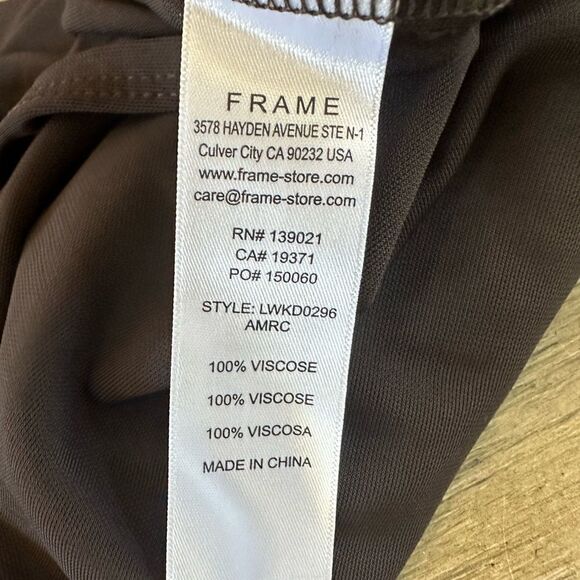 FRAME
3578 HAYDEN AVENUE STE N-1
Culver City CA 90232 USA
www.frame-store.com
care@frame-store.com
RN# 139021
CA# 19371
PO# 150060
STYLE: LWKD0296
AMRC
100% VISCOSE
100% VISCOSE
100% VISCOSA
MADE IN CHINA